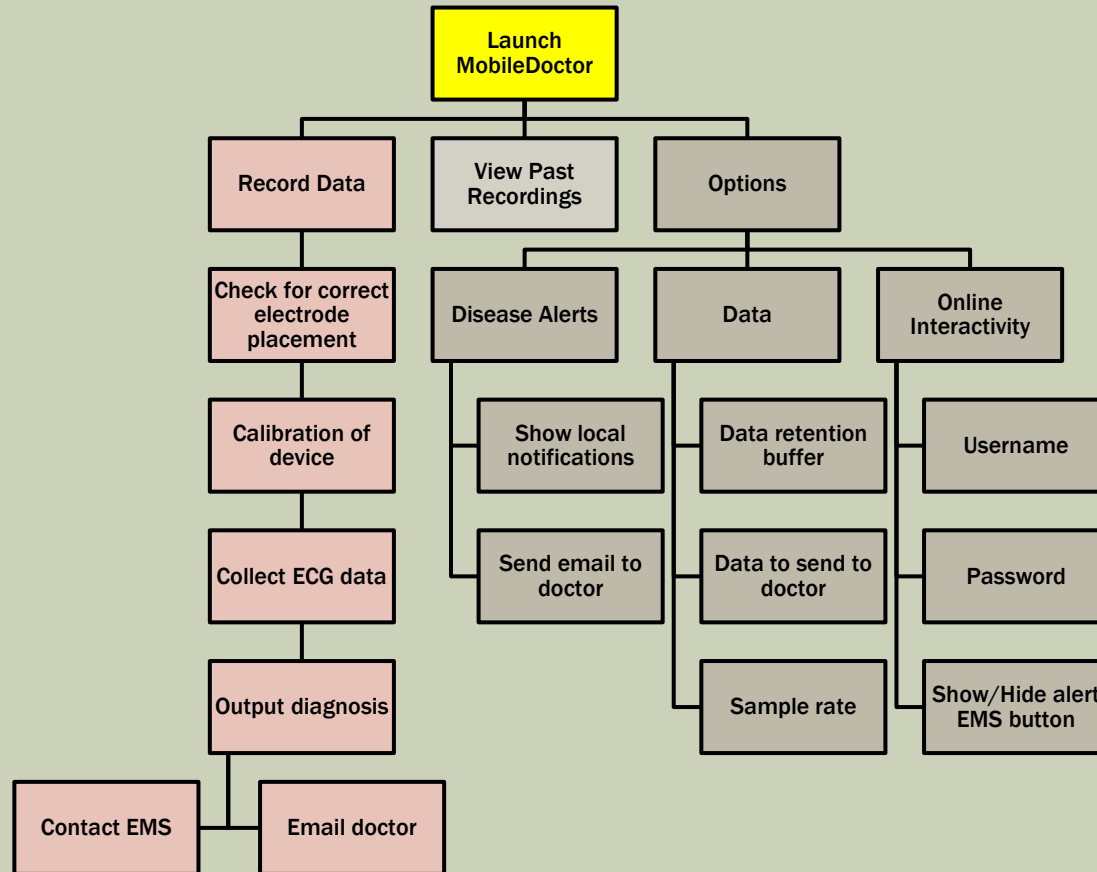 Launch
MobileDoctor
Record Data
View Past
Recordings
Options
Check for correct
electrode
placement
Disease Alerts
Data
Online
Interactivity
Calibration of
device
Show local
notifications
Data retention
buffer
Username
Collect ECG data
Send email to
doctor
Data to send to
doctor
Password
Output diagnosis
Sample rate
Show/Hide alert
EMS button
Contact EMS
Email doctor